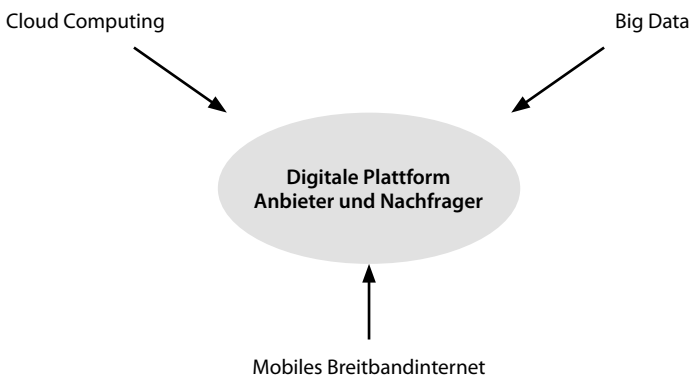 Cloud Computing
Big Data
Digitale Plattform
Anbieter und Nachfrager
Mobiles Breitbandinternet